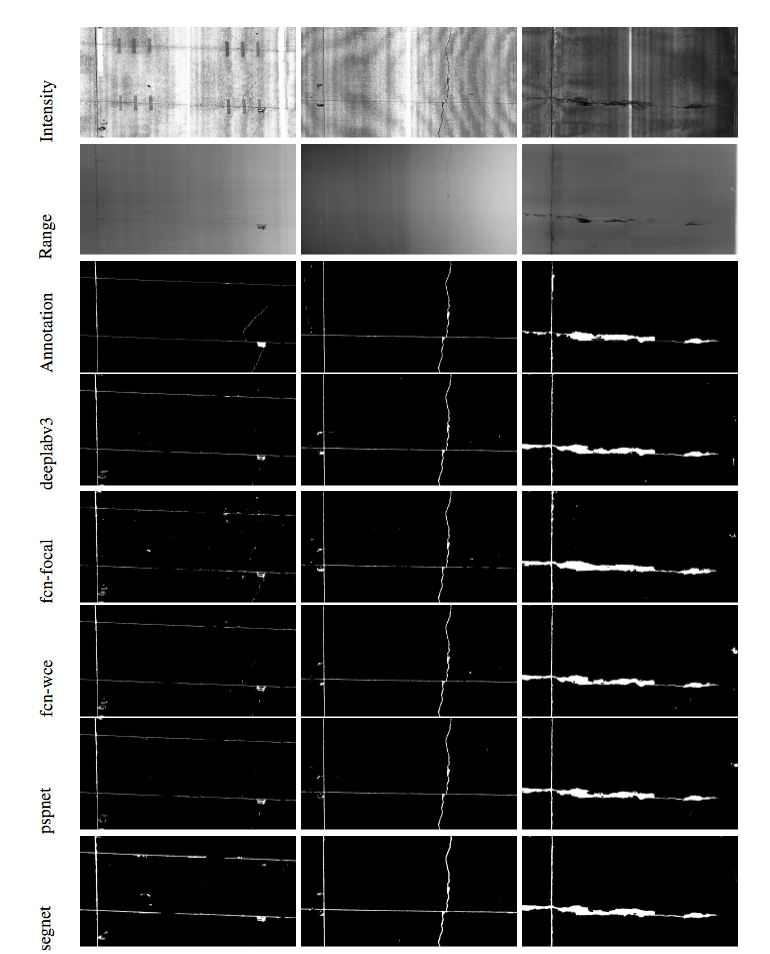 Intensity
Range
Annotation
deeplabv3
fcn-focal
fcn-wce
pspnet
segnet